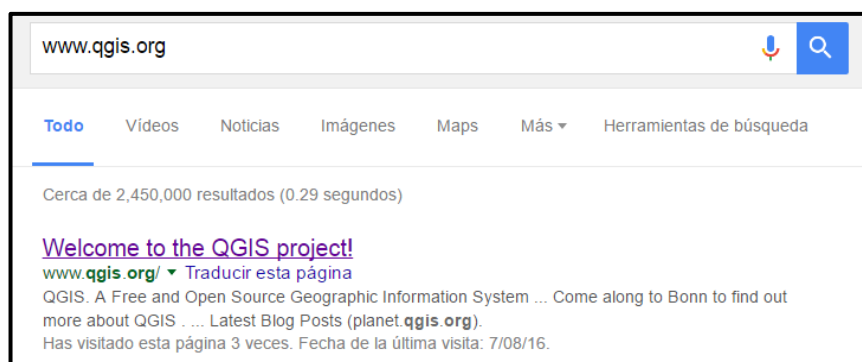 www.qgis.org
Todo Vídeos Noticias Imágenes Maps Más Herramientas de búsqueda
Cerca de 2,450,000 resultados (0.29 segundos)
Welcome to the QGIS project!
www.qgis.org/ Traducir esta página
QGIS. A Free and Open Source Geographic Information System ... Come along to Bonn to find out
more about QGIS . ... Latest Blog Posts (planet.qgis.org).
Has visitado esta página 3 veces. Fecha de la última visita: 7/08/16.